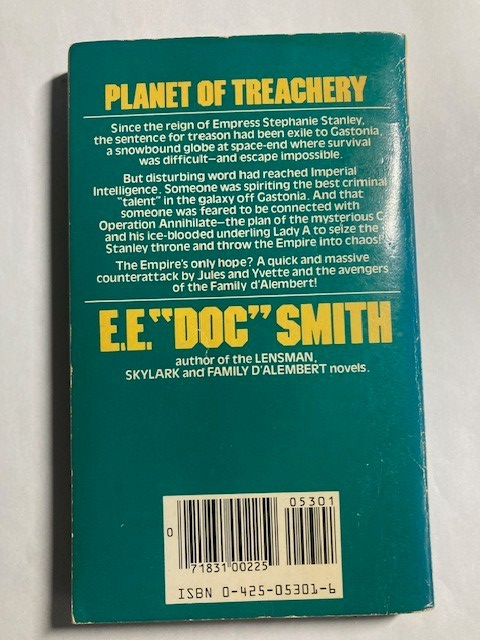 PLANET OF TREACHERY
Since the reign of Empress Stephanie Stanley,
the sentence for treason had been exile to Gastonia,
a snowbound globe at space-end where survival
was difficult—and escape impossible.
But disturbing word had reached Imperial
Intelligence. Someone was spiriting the best criminal
"talent" in the galaxy off Gastonia. And that
someone was feared to be connected with
Operation Annihilate—the plan of the mysterious C
and his ice-blooded underling Lady A to seize the
Stanley throne and throw the Empire into chaos!
The Empire's only hope? A quick and massive
counterattack by Jules and Yvette and the avengers
of the Family d'Alembert!
E.E. "DOC" SMITH
author of the LENSMAN,
SKYLARK and FAMILY D'ALEMBERT novels.
05301
0
71831 00225
ISBN 0-425-05301-6